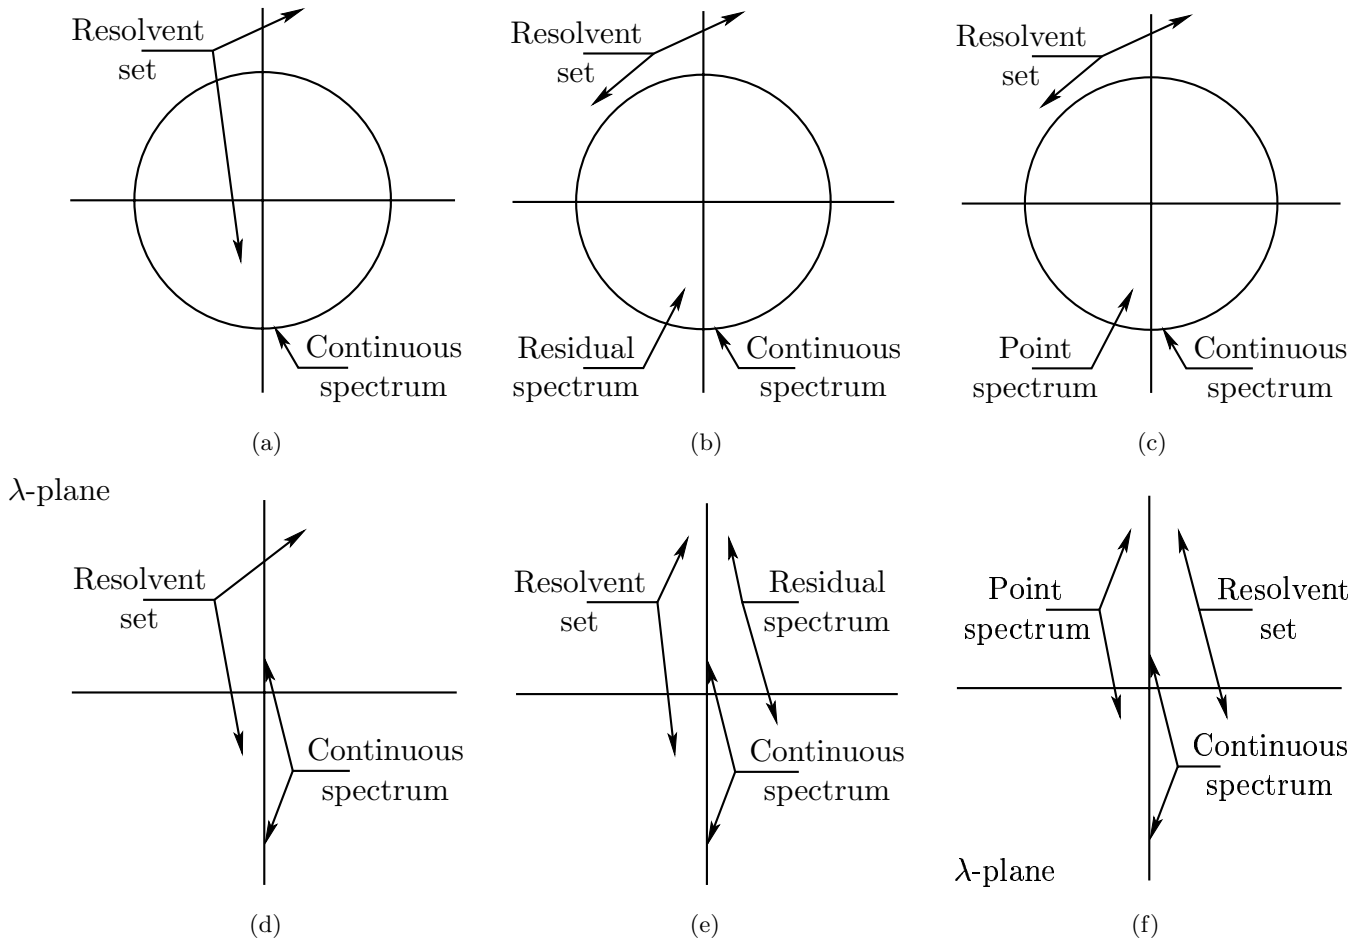 Resolvent
set
Continuous
spectrum
(a)
Resolvent
set
Residual
spectrum
Continuous
spectrum
(b)
Resolvent
set
Point
spectrum
Continuous
spectrum
(c)
λ-plane
Resolvent
set
Continuous
spectrum
(d)
Resolvent
set
Residual
spectrum
Continuous
spectrum
(e)
Point
spectrum
Resolvent
set
Continuous
spectrum
λ-plane
(f)